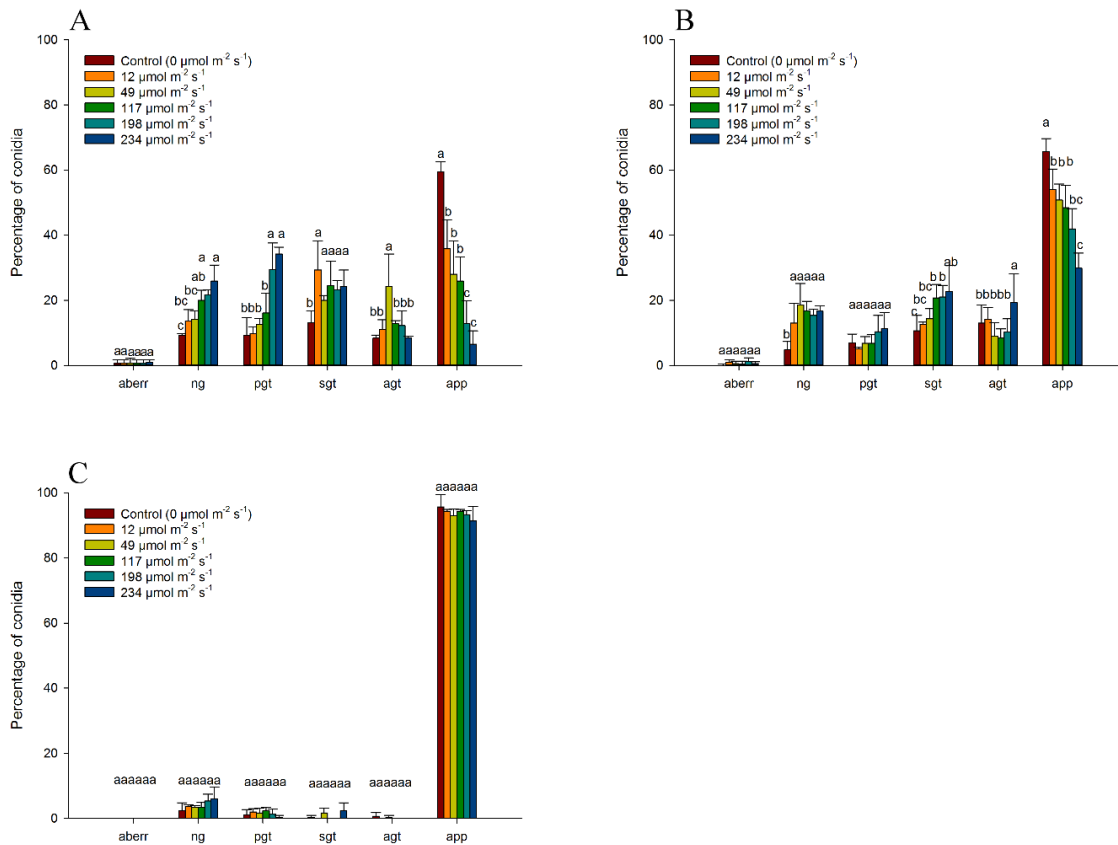 A
100
80
60
40
20
0
Percentage of conidia
Control (0 µmol m⁻² s⁻¹)
12 µmol m⁻² s⁻¹
49 µmol m⁻² s⁻¹
117 µmol m⁻² s⁻¹
198 µmol m⁻² s⁻¹
234 µmol m⁻² s⁻¹
aaaaaa
c bc bc ab a a
bbb b a a
b a aaaa
bb a bbb
a b b b c c
aberr ng pgt sgt agt app
B
100
80
60
40
20
0
Percentage of conidia
Control (0 µmol m⁻² s⁻¹)
12 µmol m⁻² s⁻¹
49 µmol m⁻² s⁻¹
117 µmol m⁻² s⁻¹
198 µmol m⁻² s⁻¹
234 µmol m⁻² s⁻¹
aaaaaa
b aaaaa
aaaaaa
c bc bc b b ab
bbbbb a
a bbb bc c
aberr ng pgt sgt agt app
C
100
80
60
40
20
0
Percentage of conidia
Control (0 µmol m⁻² s⁻¹)
12 µmol m⁻² s⁻¹
49 µmol m⁻² s⁻¹
117 µmol m⁻² s⁻¹
198 µmol m⁻² s⁻¹
234 µmol m⁻² s⁻¹
aaaaaa
aaaaaa aaaaaa aaaaaa aaaaaa aaaaaa
aberr ng pgt sgt agt app